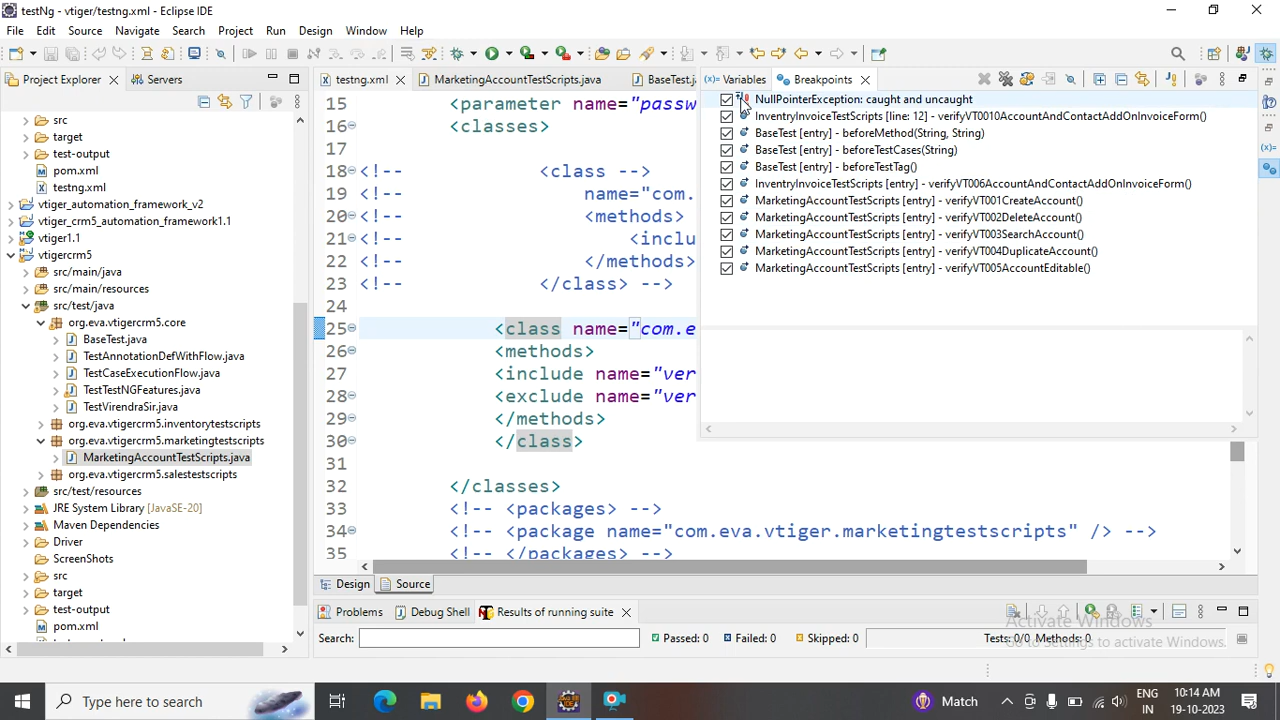 testNg - vtiger/testng.xml - Eclipse IDE
File Edit Source Navigate Search Project Run Design Window Help
Project Explorer
Servers
src
target
test-output
pom.xml
testng.xml
vtiger_automation_framework_v2
vtiger_crm5_automation_framework1.1
vtiger1.1
vtigercrm5
src/main/java
src/main/resources
src/test/java
org.eva.vtigercrm5.core
BaseTest.java
TestAnnotationDefWithFlow.java
TestCaseExecutionFlow.java
TestTestNGFeatures.java
TestVirendraSir.java
org.eva.vtigercrm5.inventorytestscripts
org.eva.vtigercrm5.marketingtestscripts
MarketingAccountTestScripts.java
org.eva.vtigercrm5.salestestscripts
src/test/resources
JRE System Library [JavaSE-20]
Maven Dependencies
Driver
ScreenShots
src
target
test-output
pom.xml
testng.xml MarketingAccountTestScripts.java BaseTest.j
15 <parameter name="passw
16 <classes>
17
18 <!-- <class -->
19 <!-- name="com.
20 <!-- <methods>
21 <!-- <inclu
22 <!-- </methods>
23 <!-- </class> -->
24
25 <class name="com.e
26 <methods>
27 <include name="ver
28 <exclude name="ver
29 </methods>
30 </class>
31
32 </classes>
33 <!-- <packages> -->
34 <!-- <package name="com.eva.vtiger.marketingtestscripts" /> -->
35 <!-- </packages> -->
(x)= Variables Breakpoints
NullPointerException: caught and uncaught
InventryInvoiceTestScripts [line: 12] - verifyVT0010AccountAndContactAddOnInvoiceForm()
BaseTest [entry] - beforeMethod(String, String)
BaseTest [entry] - beforeTestCases(String)
BaseTest [entry] - beforeTestTag()
InventryInvoiceTestScripts [entry] - verifyVT006AccountAndContactAddOnInvoiceForm()
MarketingAccountTestScripts [entry] - verifyVT001CreateAccount()
MarketingAccountTestScripts [entry] - verifyVT002DeleteAccount()
MarketingAccountTestScripts [entry] - verifyVT003SearchAccount()
MarketingAccountTestScripts [entry] - verifyVT004DuplicateAccount()
MarketingAccountTestScripts [entry] - verifyVT005AccountEditable()
(x)=
Design Source
Problems Debug Shell Results of running suite
Search: Passed: 0 Failed: 0 Skipped: 0 Tests: 0/0 Methods: 0
Activate Windows
Go to Settings to activate Windows.
Type here to search
Match
ENG
IN
10:14 AM
19-10-2023